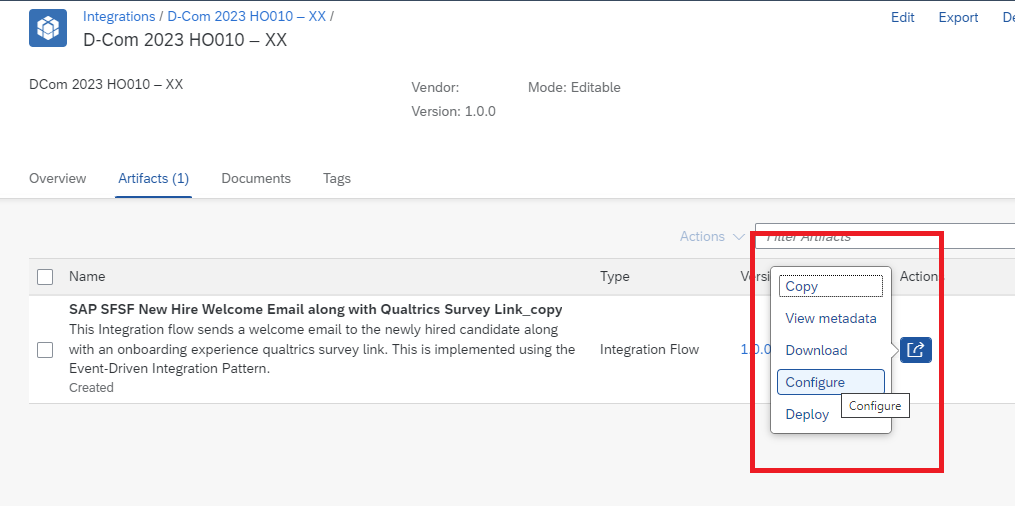 Integrations / D-Com 2023 HO010 – XX /
D-Com 2023 HO010 – XX
Edit Export
DCom 2023 HO010 – XX
Vendor:
Mode: Editable
Version: 1.0.0
Overview Artifacts (1) Documents Tags
Actions
Filter Artifacts
Name Type Actions
SAP SFSF New Hire Welcome Email along with Qualtrics Survey Link_copy
This Integration flow sends a welcome email to the newly hired candidate along
with an onboarding experience qualtrics survey link. This is implemented using the
Event-Driven Integration Pattern.
Created
Integration Flow
1.0.0
Copy
View metadata
Download
Configure
Configure
Deploy